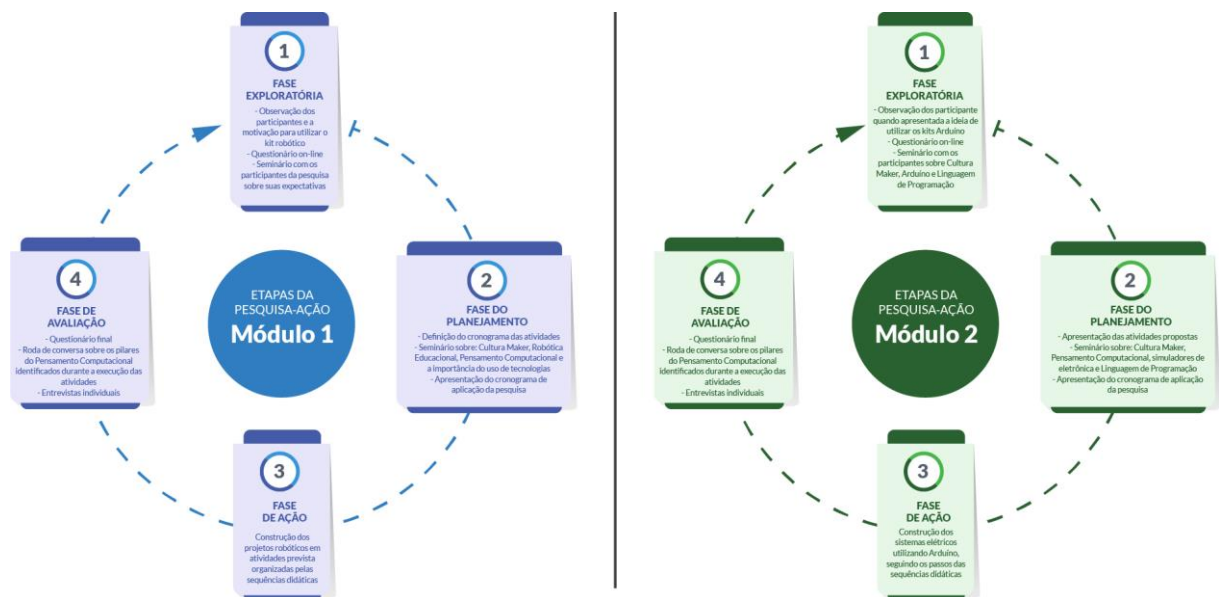 1
FASE
EXPLORATÓRIA
- Observação dos
participantes e a
motivação para utilizar o
kit robótico
- Questionário on-line
- Seminário com os
participantes da pesquisa
sobre suas expectativas
4
FASE DE
AVALIAÇÃO
- Questionário final
- Roda de conversa sobre os pilares
do Pensamento Computacional
identificados durante a execução das
atividades
- Entrevistas individuais
ETAPAS DA
PESQUISA-AÇÃO
Módulo 1
2
FASE DO
PLANEJAMENTO
- Definição do cronograma das atividades
- Seminário sobre: Cultura Maker, Robótica
Educacional, Pensamento Computacional e
a importância do uso de tecnologias
- Apresentação do cronograma de
aplicação da pesquisa
3
FASE
DE AÇÃO
Construção dos
projetos robóticos em
atividades prevista
organizadas pelas
sequências didáticas
1
FASE
EXPLORATÓRIA
- Observação dos participante
quando apresentada a ideia de
utilizar os kits Arduíno
- Questionário on-line
- Seminário com os
participantes sobre Cultura
Maker, Arduíno e Linguagem
de Programação
4
FASE DE
AVALIAÇÃO
- Questionário final
- Roda de conversa sobre os pilares
do Pensamento Computacional
identificados durante a execução das
atividades
- Entrevistas individuais
ETAPAS DA
PESQUISA-AÇÃO
Módulo 2
2
FASE DO
PLANEJAMENTO
- Apresentação das atividades propostas
- Seminário sobre: Cultura Maker,
Pensamento Computacional, simuladores de
eletrônica e Linguagem de Programação
- Apresentação do cronograma de aplicação
da pesquisa
3
FASE
DE AÇÃO
Construção dos
sistemas elétricos
utilizando Arduíno,
seguindo os passos das
sequências didáticas